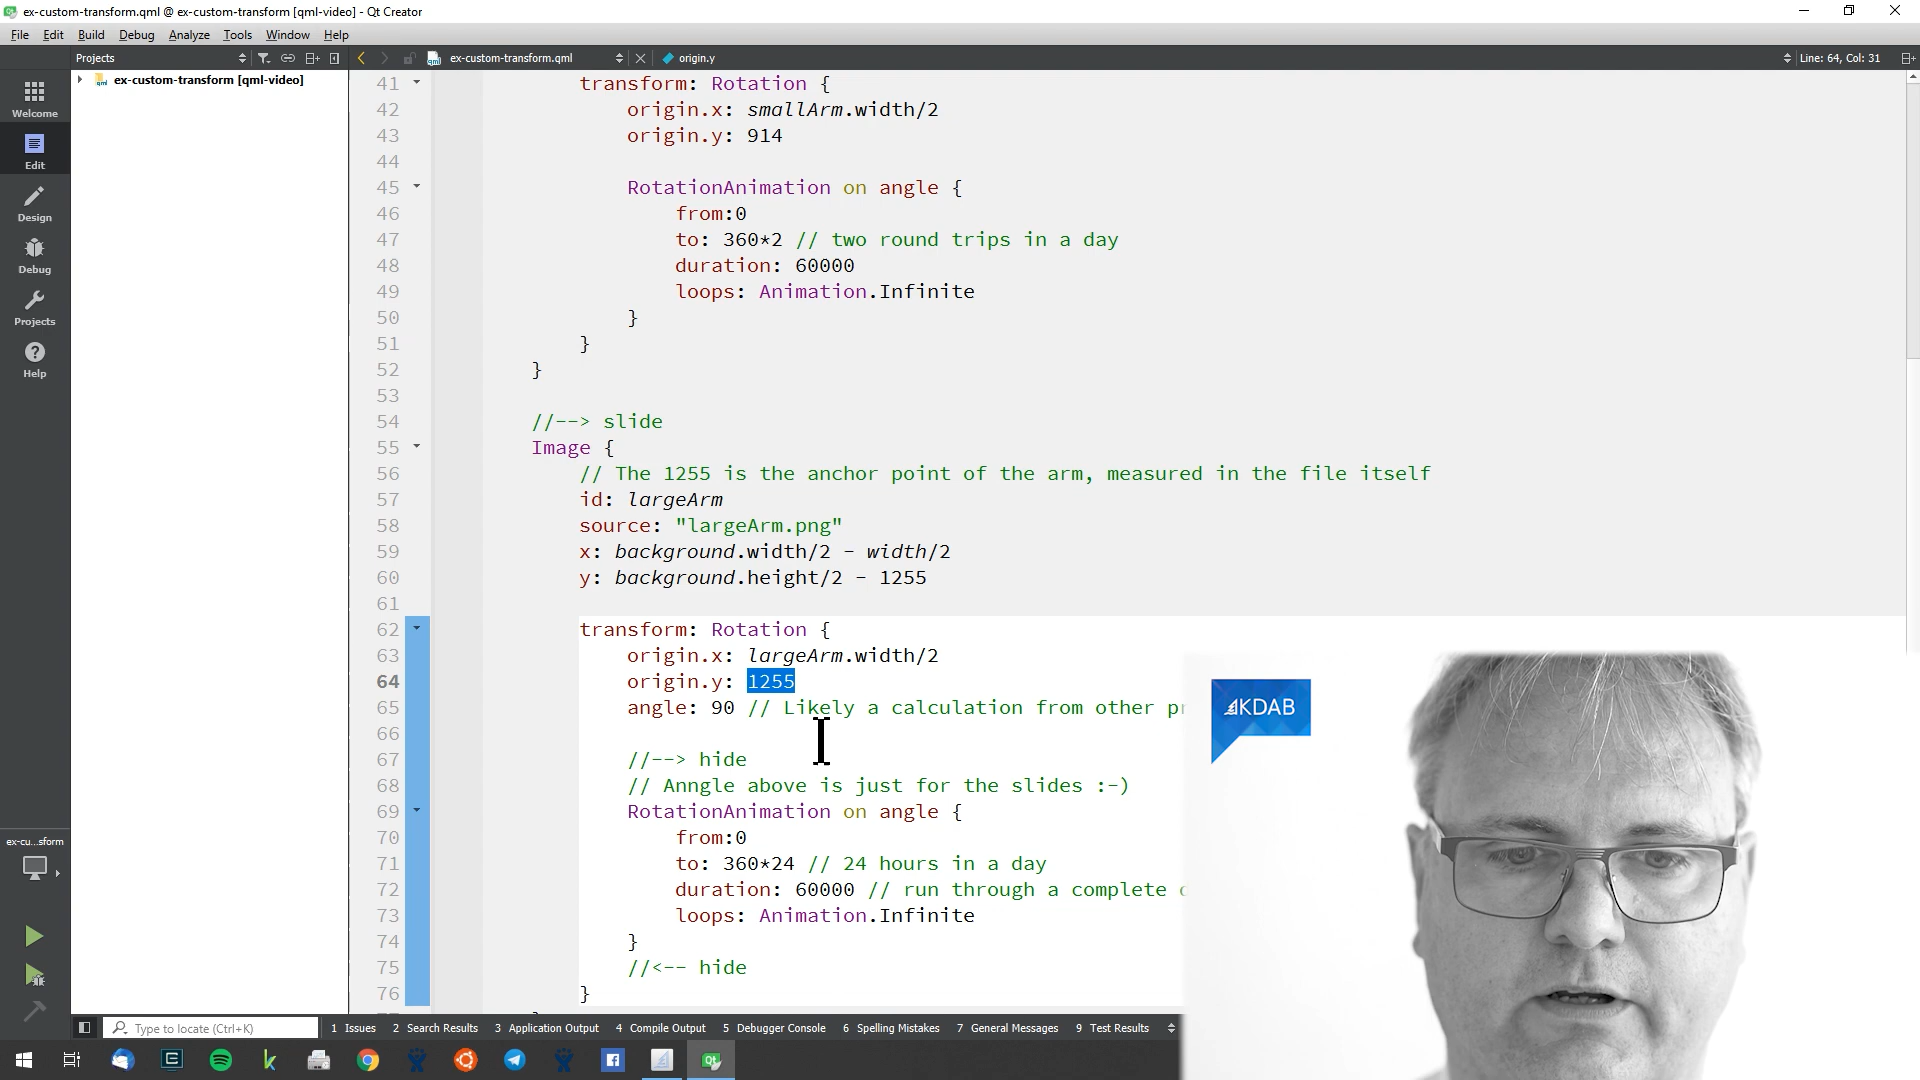 ex-custom-transform.qml @ ex-custom-transform [qml-video] - Qt Creator
File Edit Build Debug Analyze Tools Window Help
Projects
ex-custom-transform.qml
origin.y
Line: 64, Col: 31
ex-custom-transform [qml-video]
Welcome
Edit
Design
Debug
Projects
Help
ex-cu...sform
41 transform: Rotation {
42 origin.x: smallArm.width/2
43 origin.y: 914
44
45 RotationAnimation on angle {
46 from:0
47 to: 360*2 // two round trips in a day
48 duration: 60000
49 loops: Animation.Infinite
50 }
51 }
52 }
53
54 //--> slide
55 Image {
56 // The 1255 is the anchor point of the arm, measured in the file itself
57 id: largeArm
58 source: "largeArm.png"
59 x: background.width/2 - width/2
60 y: background.height/2 - 1255
61
62 transform: Rotation {
63 origin.x: largeArm.width/2
64 origin.y: 1255
65 angle: 90 // Likely a calculation from other
66
67 //--> hide
68 // Anngle above is just for the slides :-)
69 RotationAnimation on angle {
70 from:0
71 to: 360*24 // 24 hours in a day
72 duration: 60000 // run through a complete
73 loops: Animation.Infinite
74 }
75 //<-- hide
76 }
KDAB
Type to locate (Ctrl+K)
1 Issues 2 Search Results 3 Application Output 4 Compile Output 5 Debugger Console 6 Spelling Mistakes 7 General Messages 9 Test Results